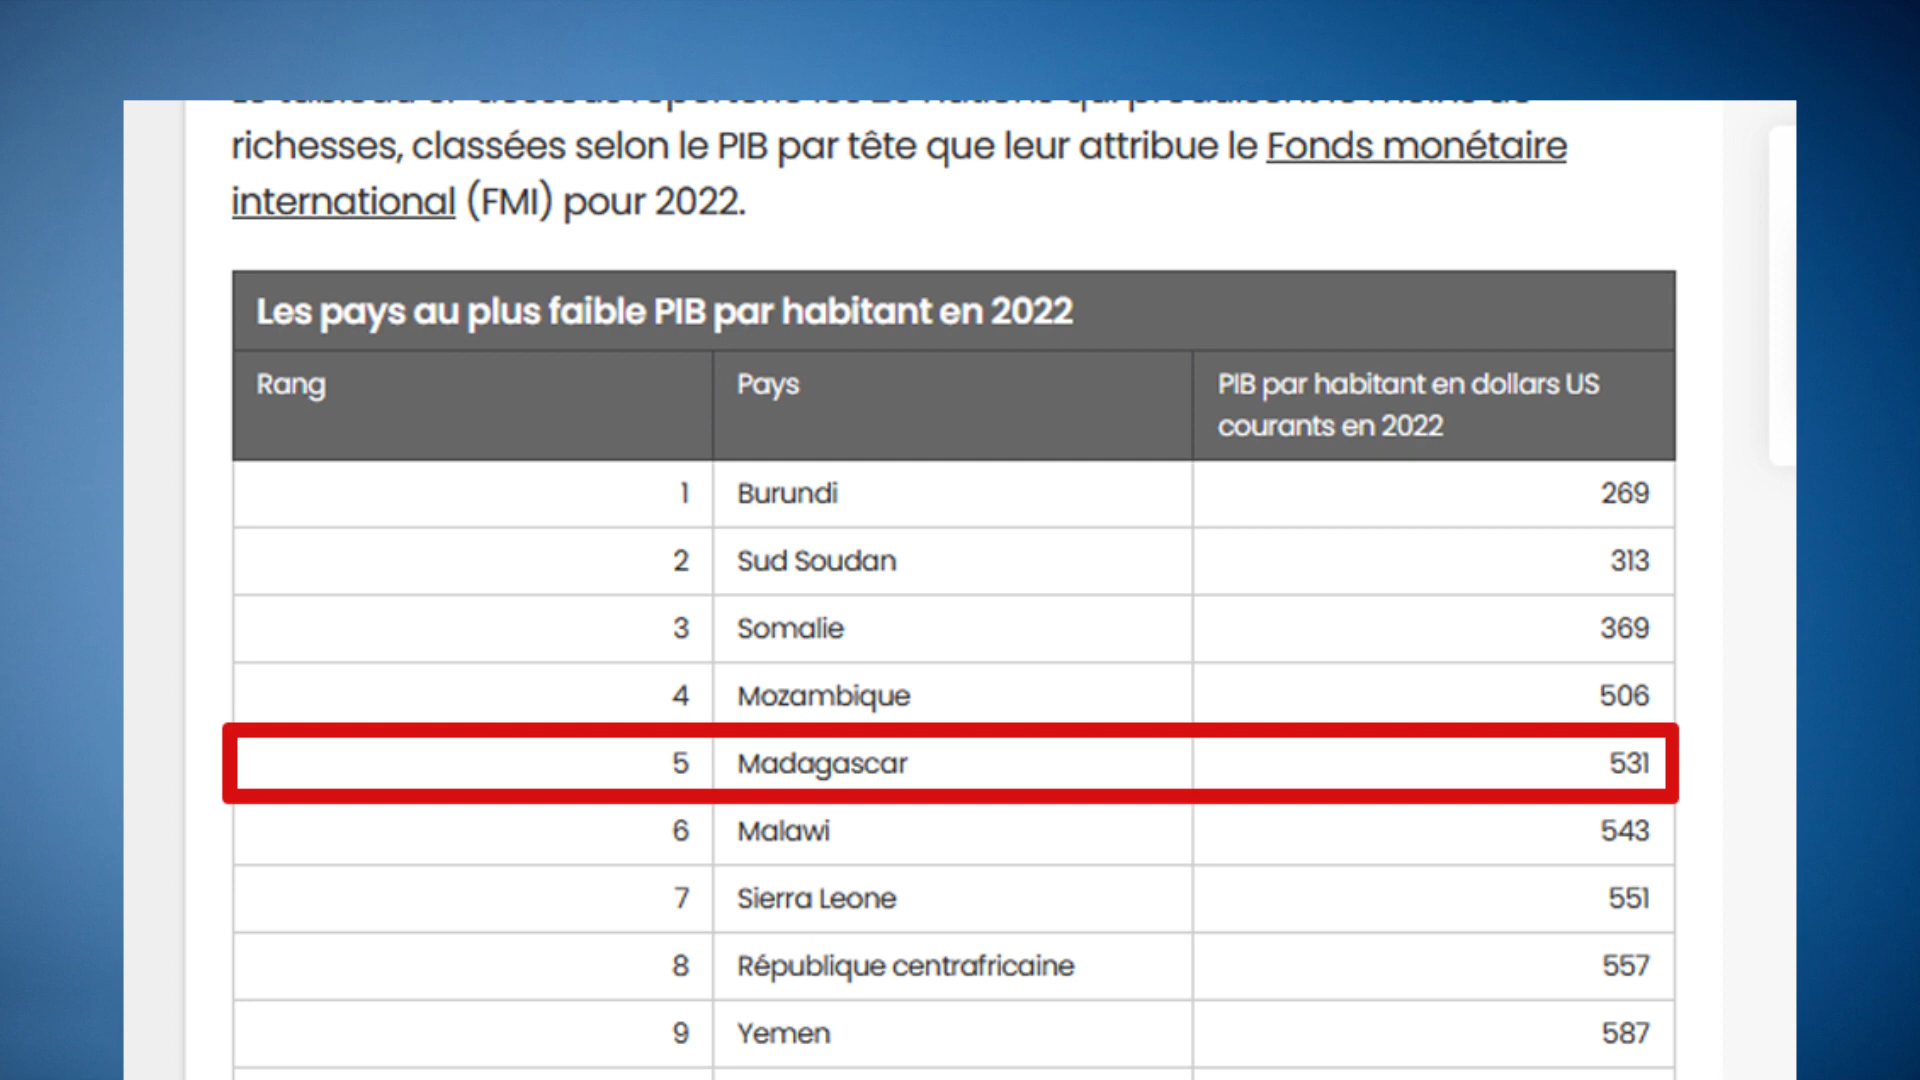 richesses, classées selon le PIB par tête que leur attribue le Fonds monétaire
international (FMI) pour 2022.
Les pays au plus faible PIB par habitant en 2022
Rang Pays PIB par habitant en dollars US
courants en 2022
1 Burundi 269
2 Sud Soudan 313
3 Somalie 369
4 Mozambique 506
5 Madagascar 531
6 Malawi 543
7 Sierra Leone 551
8 République centrafricaine 557
9 Yemen 587